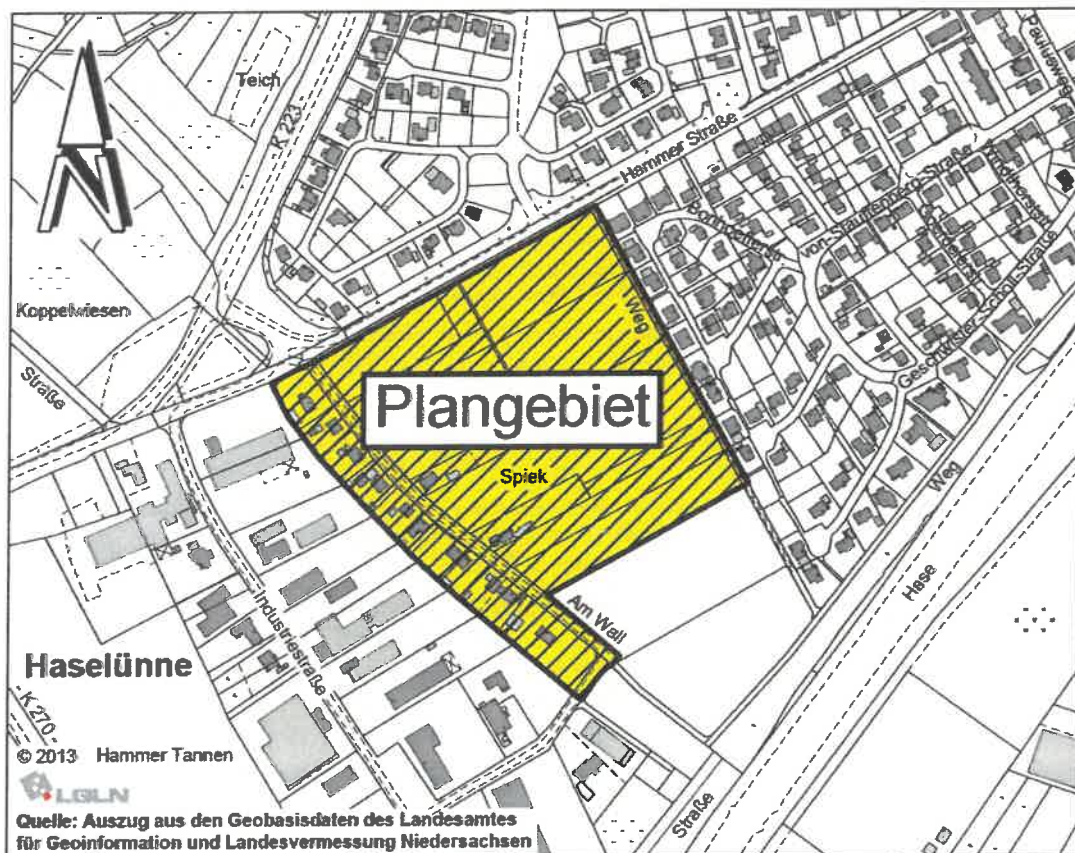 N
Teich
K 223
Hammer Straße
Paulusweg
von-Stauffenberg-Straße
Geschwister-Scholl-Straße
Weg
Koppelwiesen
Straße
Plangebiet
Spiek
Weg
Hase
Am Wall
Industriestraße
Haselünne
K 270
© 2013 Hammer Tannen
LGLN
Straße
Quelle: Auszug aus den Geobasisdaten des Landesamtes
für Geoinformation und Landesvermessung Niedersachsen